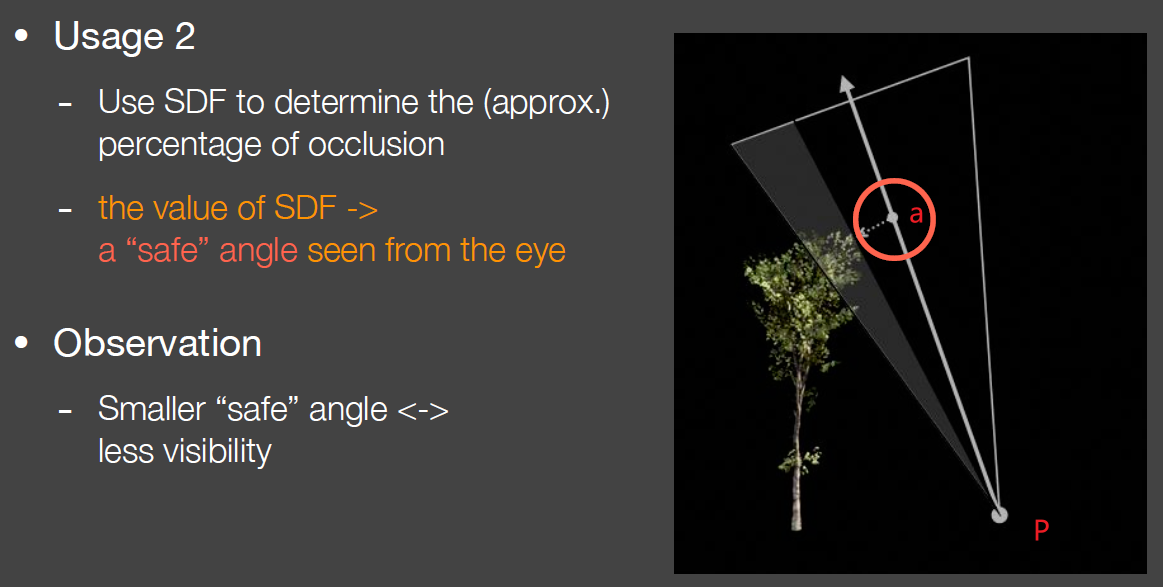 • Usage 2
- Use SDF to determine the (approx.)
percentage of occlusion
- the value of SDF ->
a “safe” angle seen from the eye
• Observation
- Smaller “safe” angle <->
less visibility
a
P